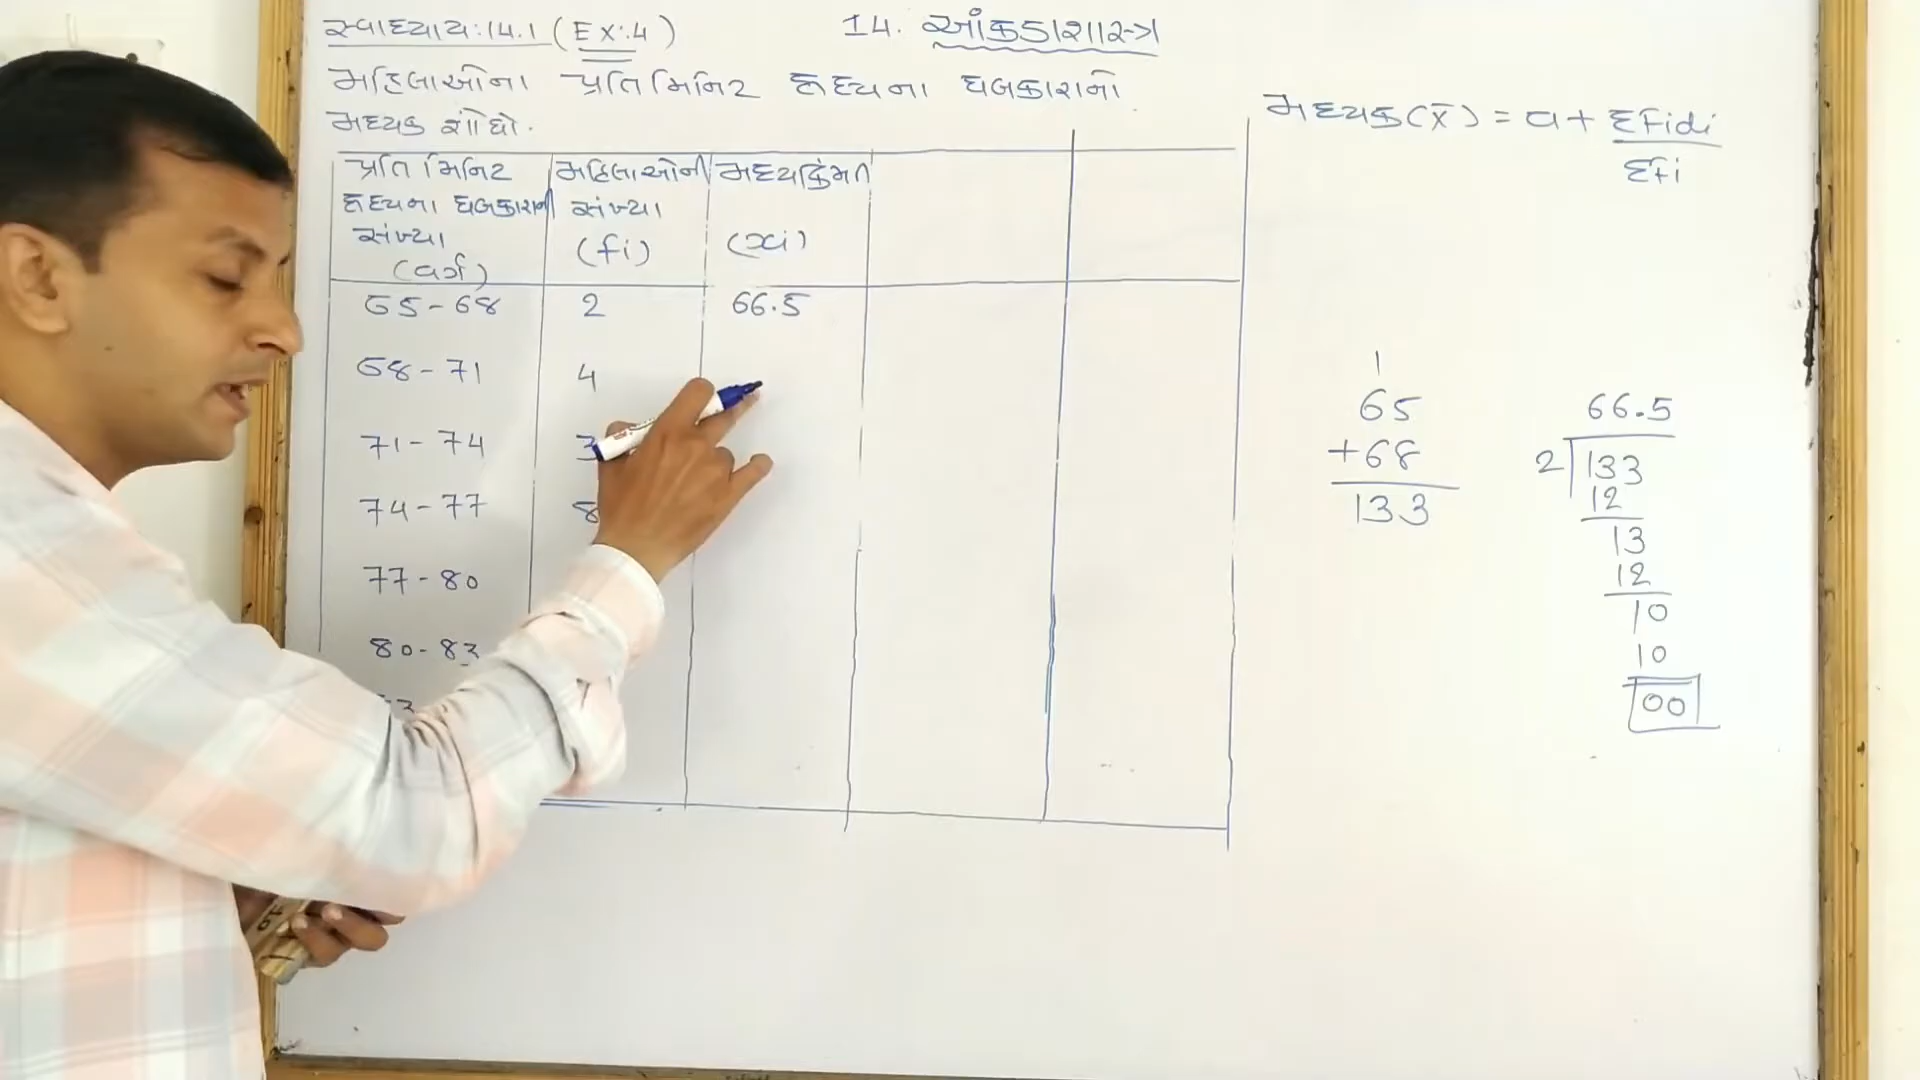 સ્વાધ્યાય:14.1 (Ex:4)
14. આંકડાશાસ્ત્ર
મહિલાઓના પ્રતિ મિનિટ હૃદયના ધબકારાનો
મધ્યક શોધો.
મધ્યક(x̄) = a + Σfidi
Σfi
પ્રતિ મિનિટ
હૃદયના ધબકારાની
સંખ્યા
(વર્ગ)
મહિલાઓની
સંખ્યા
(fi)
મધ્યકિંમત
(xi)
65-68 2 66.5
68-71 4
71-74 3
74-77 8
77-80
80-83
1
65
+68
133
66.5
2 133
12
13
12
10
10
00